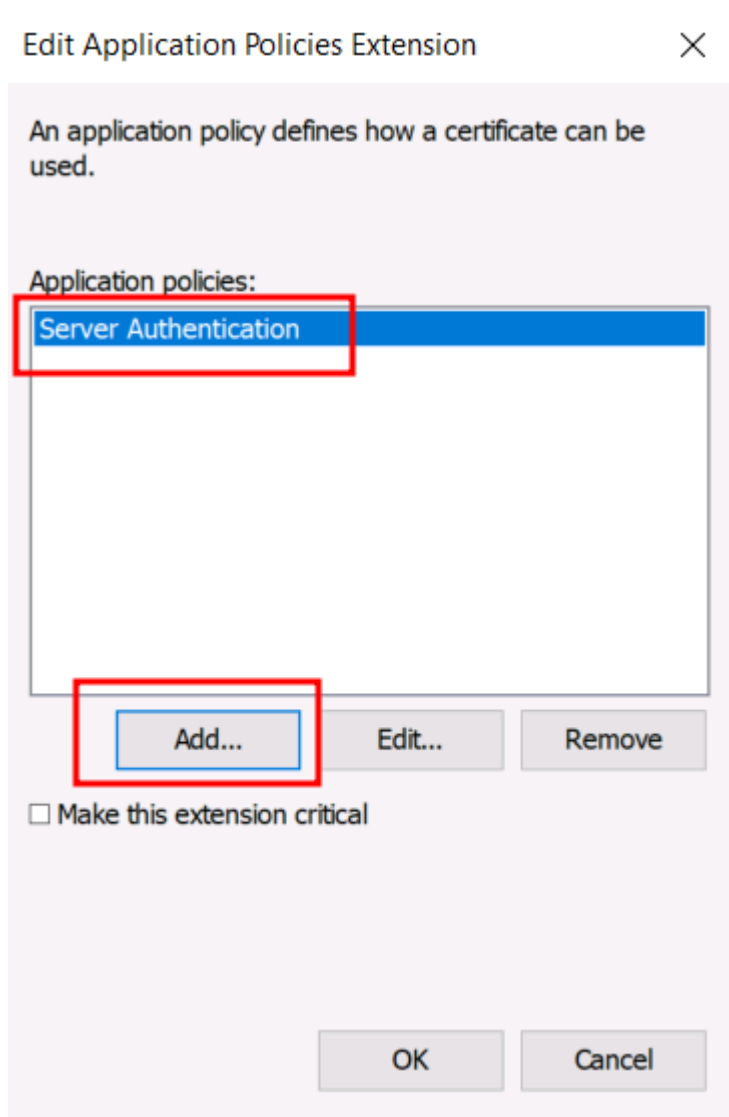 Edit Application Policies Extension
An application policy defines how a certificate can be
used.
Application policies:
Server Authentication
Add... Edit... Remove
Make this extension critical
OK Cancel